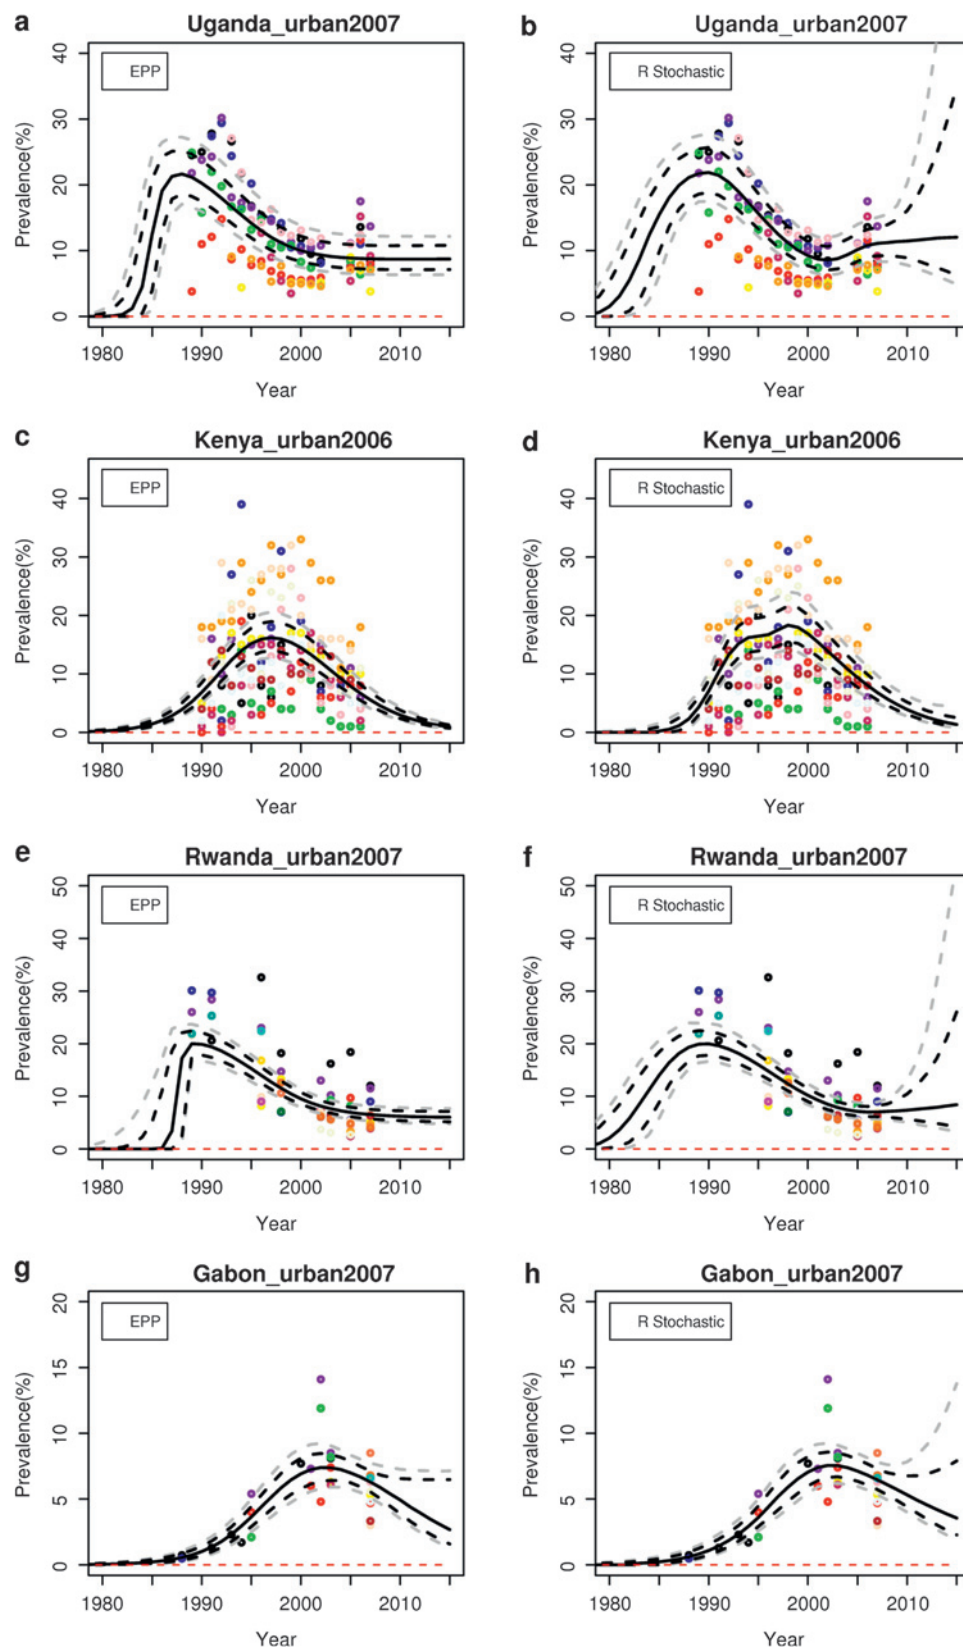 a Uganda_urban2007
EPP
Prevalence(%)
0 10 20 30 40
1980 1990 2000 2010
Year
b Uganda_urban2007
R Stochastic
Prevalence(%)
0 10 20 30 40
1980 1990 2000 2010
Year
c Kenya_urban2006
EPP
Prevalence(%)
0 10 20 30 40
1980 1990 2000 2010
Year
d Kenya_urban2006
R Stochastic
Prevalence(%)
0 10 20 30 40
1980 1990 2000 2010
Year
e Rwanda_urban2007
EPP
Prevalence(%)
0 10 20 30 40 50
1980 1990 2000 2010
Year
f Rwanda_urban2007
R Stochastic
Prevalence(%)
0 10 20 30 40 50
1980 1990 2000 2010
Year
g Gabon_urban2007
EPP
Prevalence(%)
0 5 10 15 20
1980 1990 2000 2010
Year
h Gabon_urban2007
R Stochastic
Prevalence(%)
0 5 10 15 20
1980 1990 2000 2010
Year